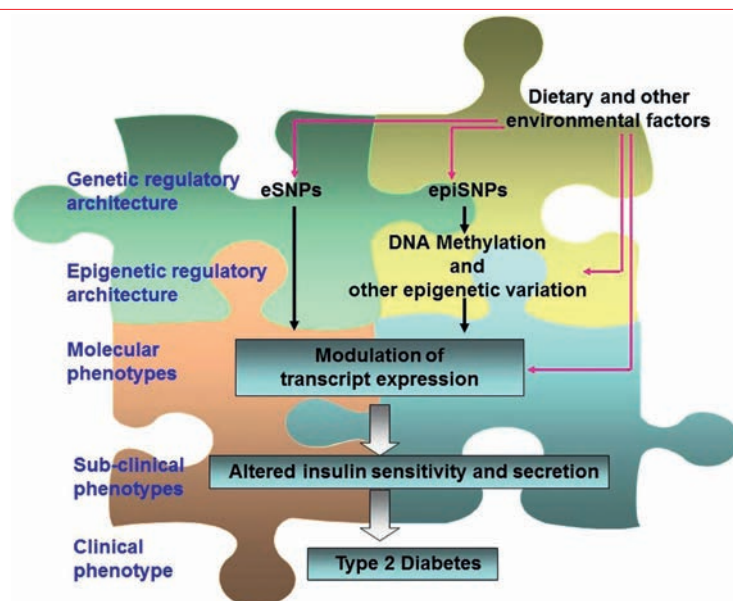 Dietary and other
environmental factors
Genetic regulatory
architecture
eSNPs
epiSNPs
DNA Methylation
and
other epigenetic variation
Epigenetic regulatory
architecture
Molecular
phenotypes
Modulation of
transcript expression
Sub-clinical
phenotypes
Altered insulin sensitivity and secretion
Clinical
phenotype
Type 2 Diabetes